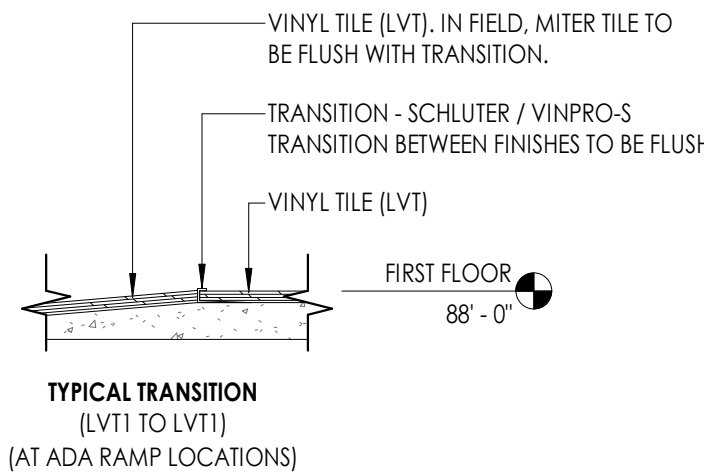 VINYL TILE (LVT). IN FIELD, MITER TILE TO
BE FLUSH WITH TRANSITION.
TRANSITION - SCHLUTER / VINPRO-S
TRANSITION BETWEEN FINISHES TO BE FLUSH
VINYL TILE (LVT)
FIRST FLOOR
88' - 0"
TYPICAL TRANSITION
(LVT1 TO LVT1)
(AT ADA RAMP LOCATIONS)